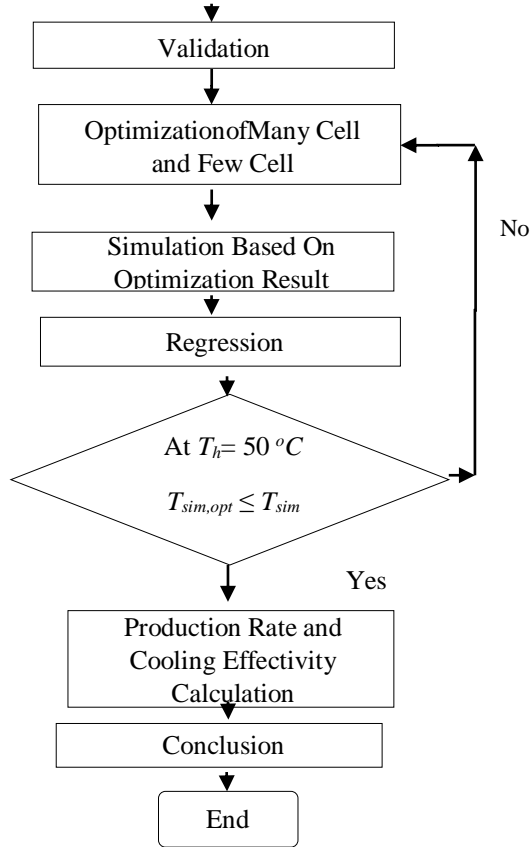 Validation
OptimizationofMany Cell
and Few Cell
No
Simulation Based On
Optimization Result
Regression
At Th= 50 °C
Tsim,opt ≤ Tsim
Yes
Production Rate and
Cooling Effectivity
Calculation
Conclusion
End